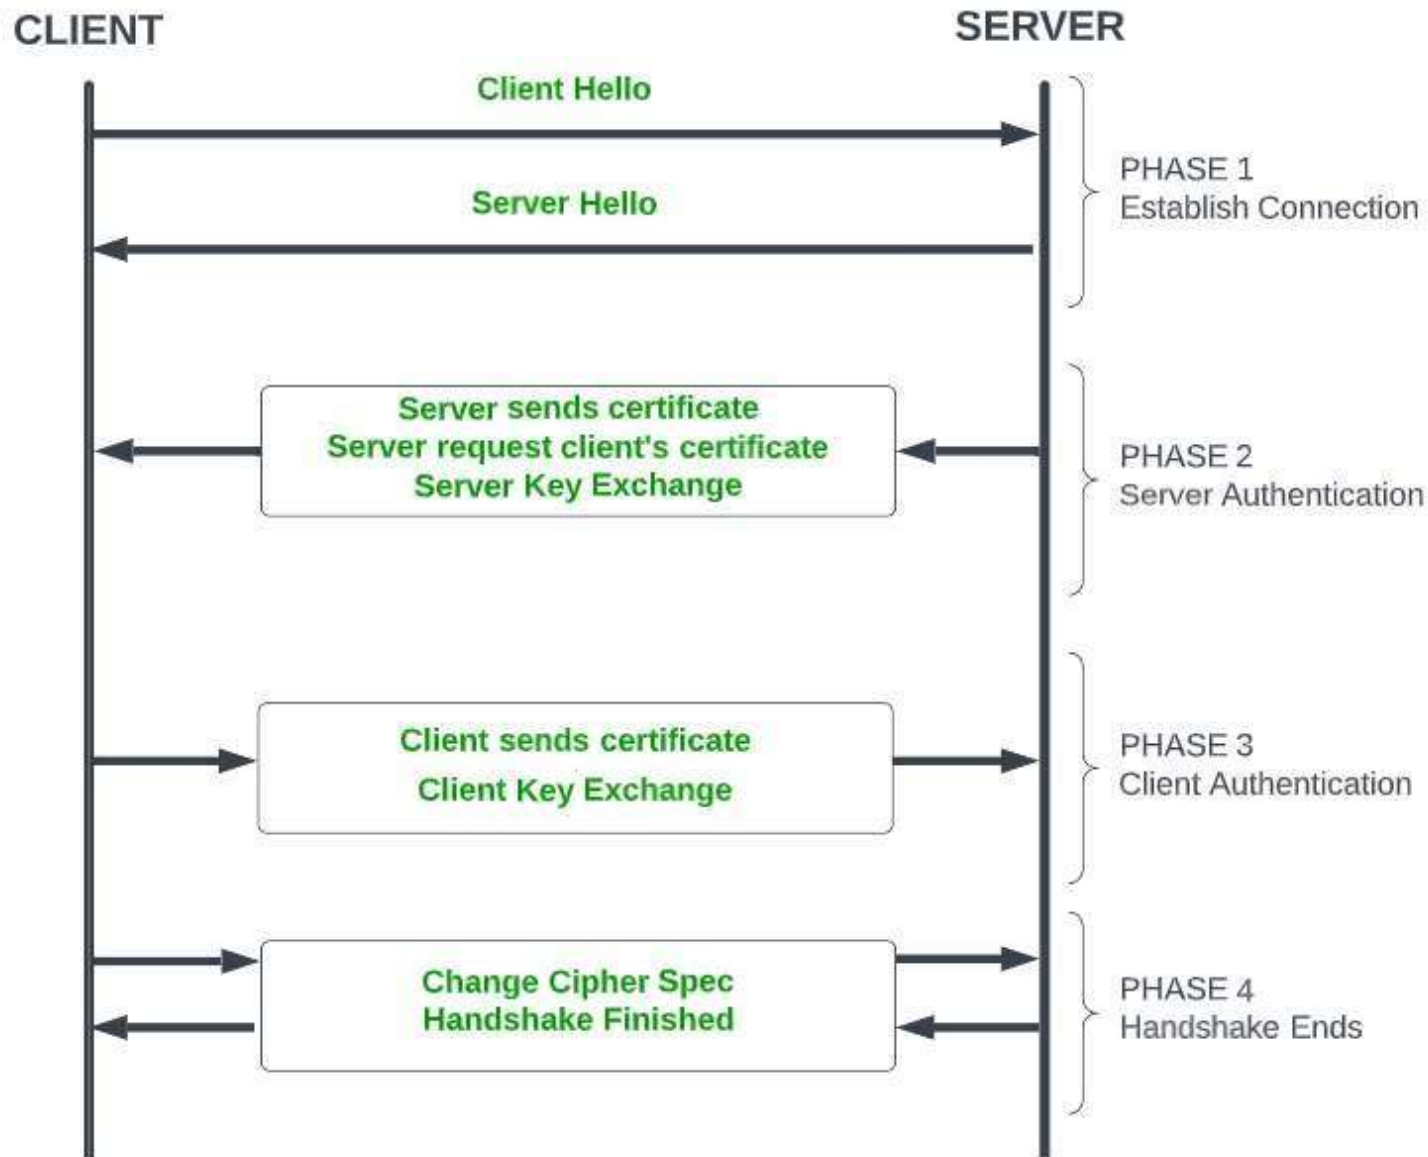 CLIENT
SERVER
Client Hello
Server Hello
PHASE 1
Establish Connection
Server sends certificate
Server request client's certificate
Server Key Exchange
PHASE 2
Server Authentication
Client sends certificate
Client Key Exchange
PHASE 3
Client Authentication
Change Cipher Spec
Handshake Finished
PHASE 4
Handshake Ends